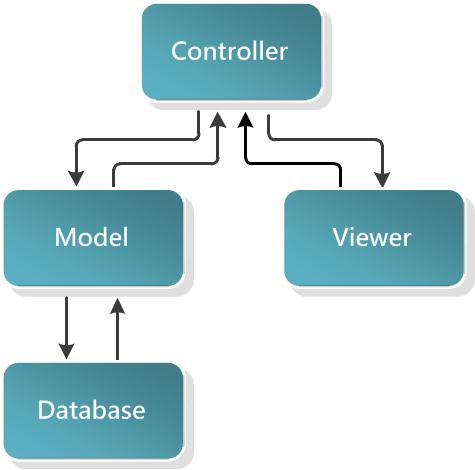 Controller
Model
Viewer
Database